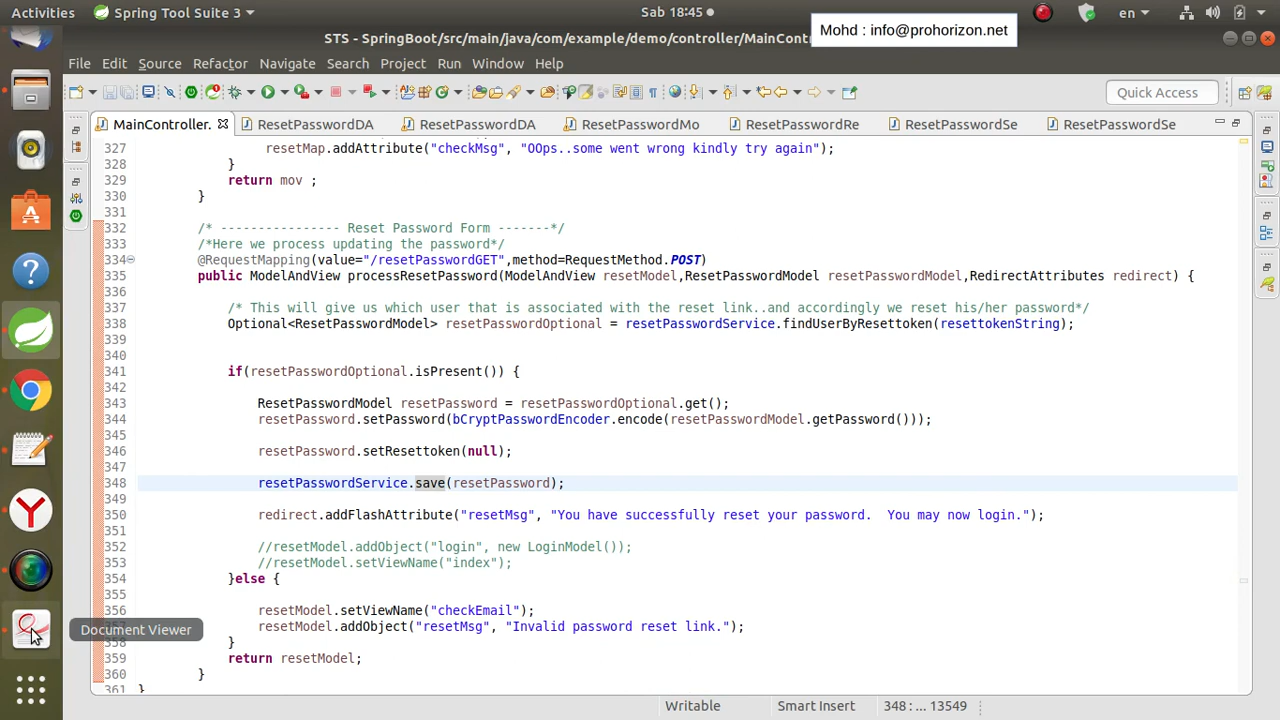 Activities
Spring Tool Suite 3
Sab 18:45
en
Mohd : info@prohorizon.net
STS - SpringBoot/src/main/java/com/example/demo/controller/MainContr
File Edit Source Refactor Navigate Search Project Run Window Help
Quick Access
MainController. ResetPasswordDA ResetPasswordDA ResetPasswordMo ResetPasswordRe ResetPasswordSe ResetPasswordSe
327 resetMap.addAttribute("checkMsg", "OOps..some went wrong kindly try again");
328 }
329 return mov ;
330 }
331
332 /* ---------------- Reset Password Form -------*/
333 /*Here we process updating the password*/
334 @RequestMapping(value="/resetPasswordGET",method=RequestMethod.POST)
335 public ModelAndView processResetPassword(ModelAndView resetModel,ResetPasswordModel resetPasswordModel,RedirectAttributes redirect) {
336
337 /* This will give us which user that is associated with the reset link..and accordingly we reset his/her password*/
338 Optional<ResetPasswordModel> resetPasswordOptional = resetPasswordService.findUserByResettoken(resettokenString);
339
340
341 if(resetPasswordOptional.isPresent()) {
342
343 ResetPasswordModel resetPassword = resetPasswordOptional.get();
344 resetPassword.setPassword(bCryptPasswordEncoder.encode(resetPasswordModel.getPassword()));
345
346 resetPassword.setResettoken(null);
347
348 resetPasswordService.save(resetPassword);
349
350 redirect.addFlashAttribute("resetMsg", "You have successfully reset your password.  You may now login.");
351
352 //resetModel.addObject("login", new LoginModel());
353 //resetModel.setViewName("index");
354 }else {
355
356 resetModel.setViewName("checkEmail");
357 resetModel.addObject("resetMsg", "Invalid password reset link.");
358 }
359 return resetModel;
360 }
361 }
Document Viewer
Writable Smart Insert 348 : ... 13549